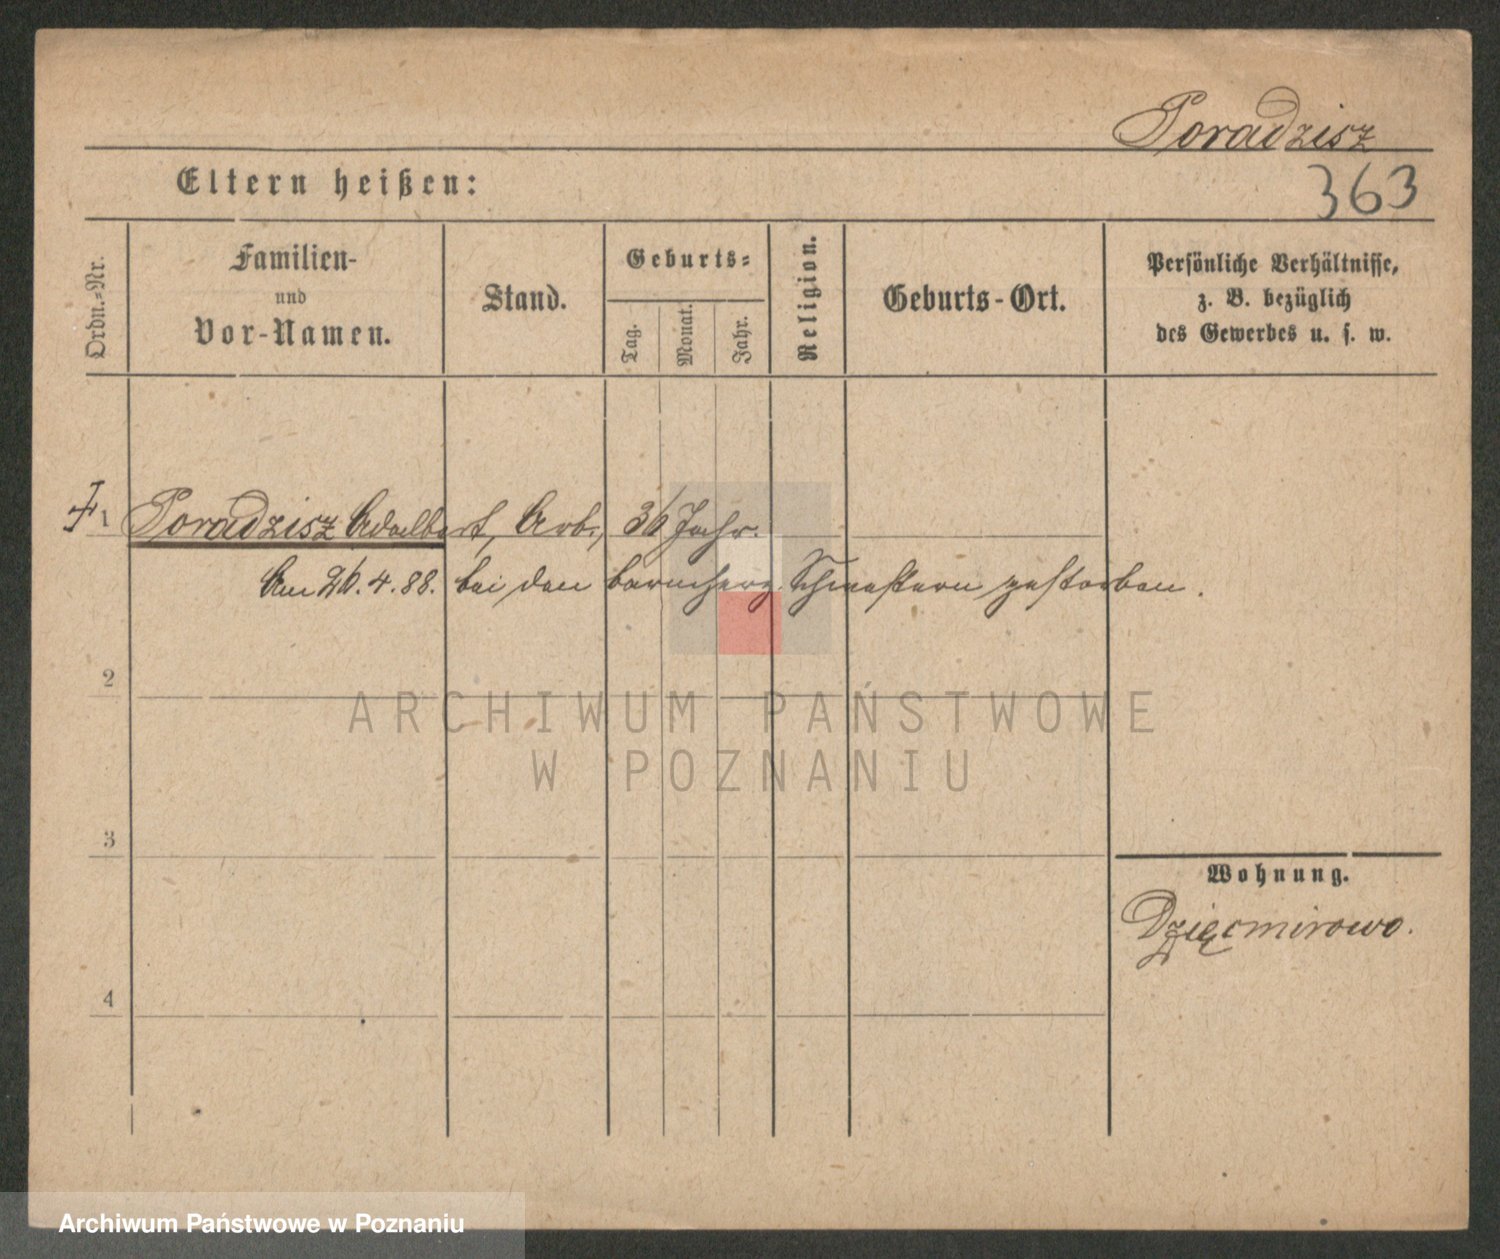 Poradzisz
Eltern heißen:
363
Ordn.-Nr.
Familien-
und
Vor-Namen.
Stand.
Geburts-
Tag.
Monat.
Jahr.
Religion.
Geburts-Ort.
Persönliche Verhältnisse,
z. B. bezüglich
des Gewerbes u. s. w.
1 Poradzisz Adalbert, Arb., 36 Jahr.
Am 26.4.88. bei den barmherz. Schwestern gestorben.
2
3
4
Wohnung.
Dzięcmirowo.
ARCHIWUM PAŃSTWOWE
W POZNANIU
Archiwum Państwowe w Poznaniu